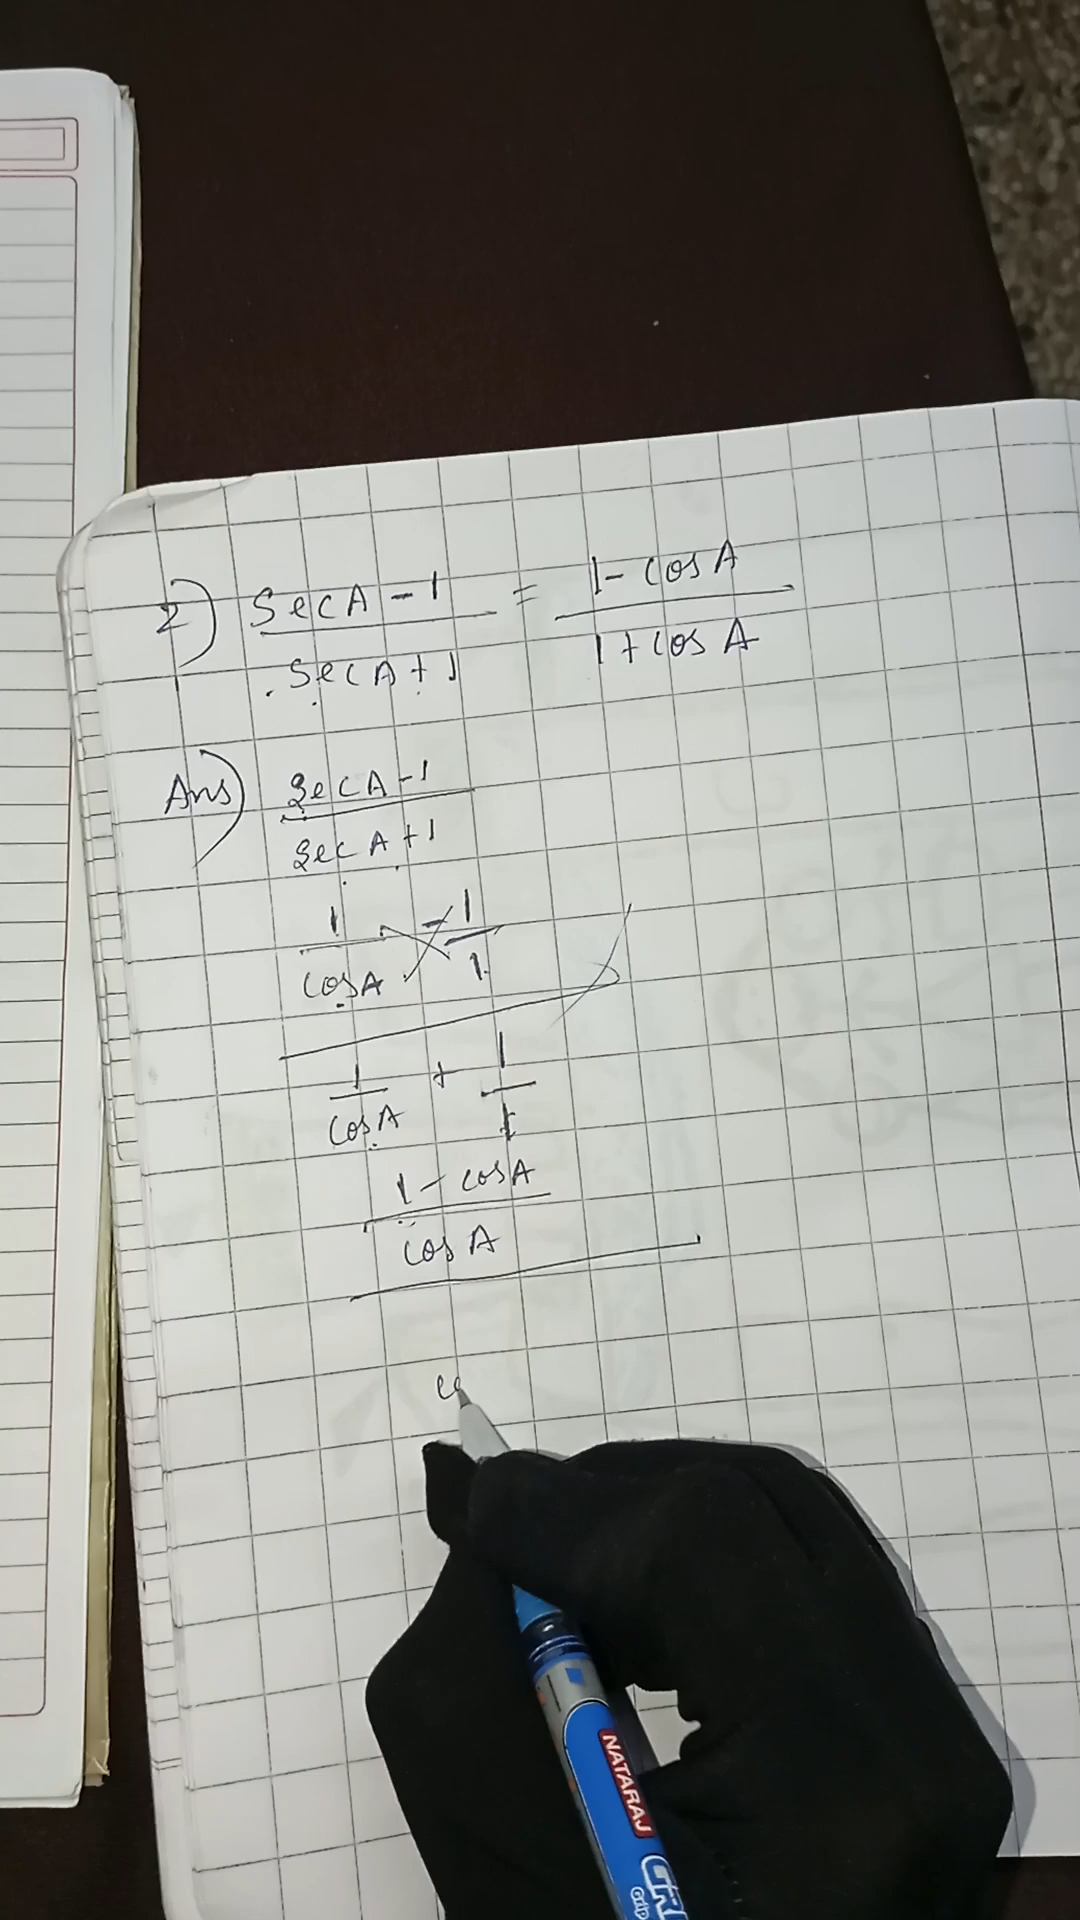 2) SecA - 1 = 1 - cosA
SecA + 1 1 + cosA
Ans) SecA - 1
SecA + 1
1 - 1
cosA 1
1 + 1
cosA 1
1 - cosA
cosA
NATARAJ
Grip